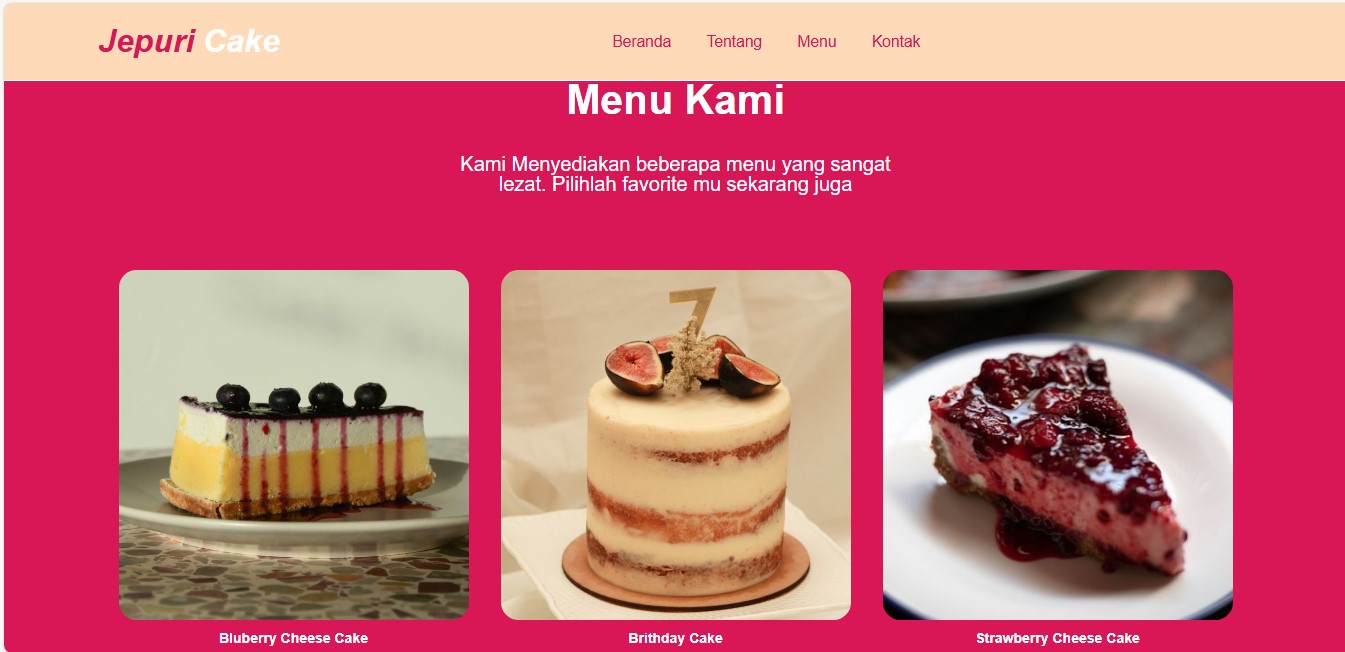 Jepuri Cake
Beranda Tentang Menu Kontak
Menu Kami
Kami Menyediakan beberapa menu yang sangat
lezat. Pilihlah favorite mu sekarang juga
7
Bluberry Cheese Cake
Brithday Cake
Strawberry Cheese Cake